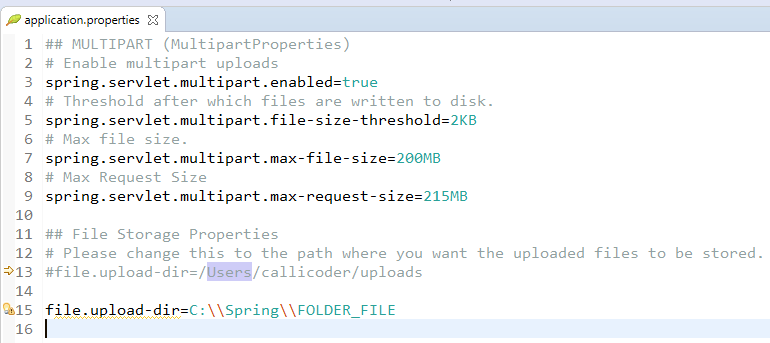 application.properties
1 ## MULTIPART (MultipartProperties)
2 # Enable multipart uploads
3 spring.servlet.multipart.enabled=true
4 # Threshold after which files are written to disk.
5 spring.servlet.multipart.file-size-threshold=2KB
6 # Max file size.
7 spring.servlet.multipart.max-file-size=200MB
8 # Max Request Size
9 spring.servlet.multipart.max-request-size=215MB
10
11 ## File Storage Properties
12 # Please change this to the path where you want the uploaded files to be stored.
13 #file.upload-dir=/Users/callicoder/uploads
14
15 file.upload-dir=C:\\Spring\\FOLDER_FILE
16